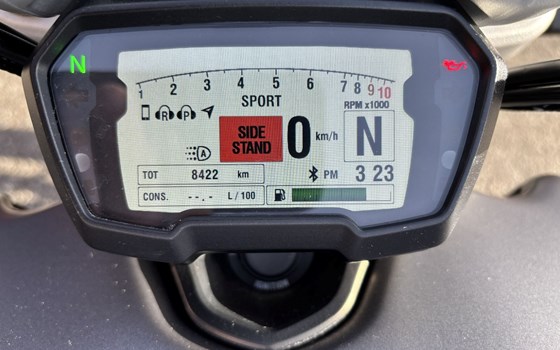 N
1 2 3 4 5 6 7 8 9 10
SPORT
RPM x1000
R P
SIDE
STAND
0 km/h
N
A
TOT 8422 km
PM 3 23
CONS. --.- L / 100